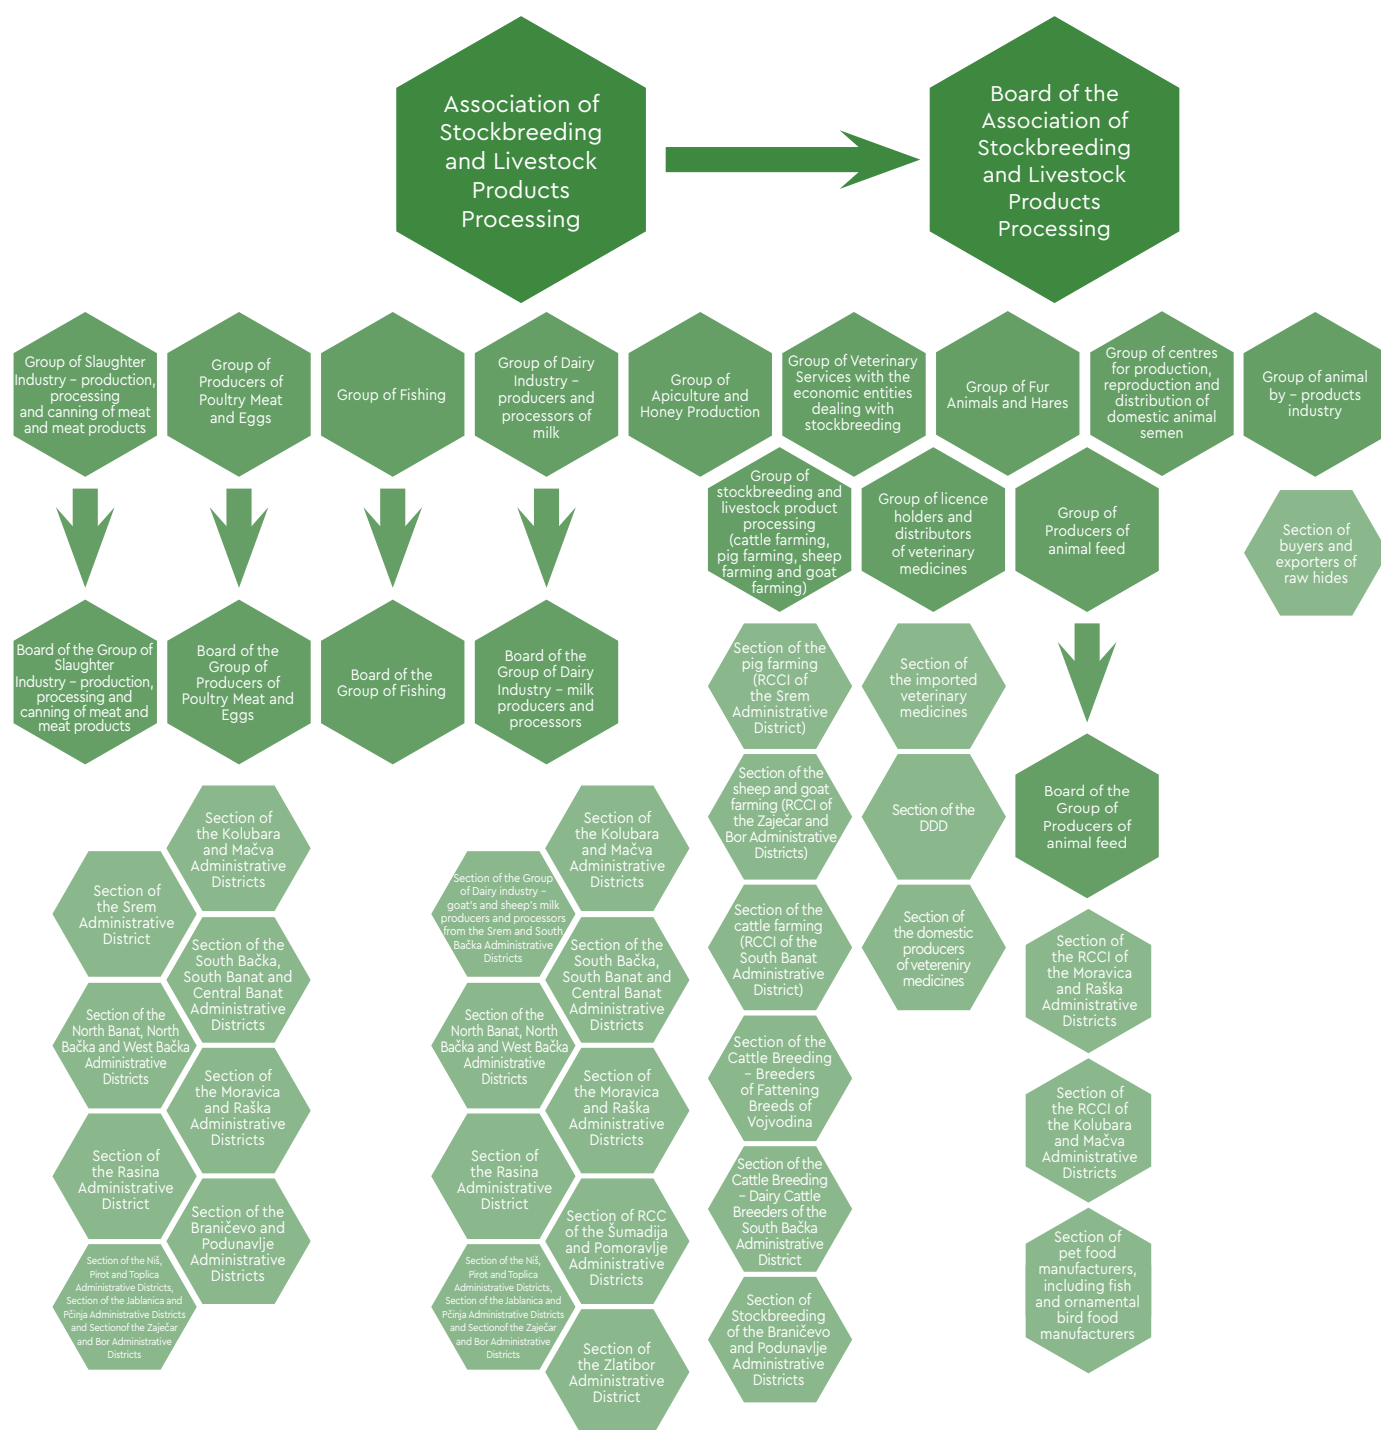 Association of
Stockbreeding
and Livestock
Products
Processing
Board of the
Association of
Stockbreeding
and Livestock
Products
Processing
Group of Slaughter
Industry – production,
processing
and canning of meat
and meat products
Group of
Producers of
Poultry Meat
and Eggs
Group of Fishing
Group of Dairy
Industry –
producers and
processors of
milk
Group of
Apiculture and
Honey Production
Group of Veterinary
Services with the
economic entities
dealing with
stockbreeding
Group of Fur
Animals and Hares
Group of centres
for production,
reproduction and
distribution of
domestic animal
semen
Group of animal
by – products
industry
Group of
stockbreeding and
livestock product
processing
(cattle farming,
pig farming, sheep
farming and goat
farming)
Group of licence
holders and
distributors
of veterinary
medicines
Group of
Producers of
animal feed
Section of
buyers and
exporters of
raw hides
Board of the Group of
Slaughter
Industry – production,
processing and
canning of meat and
meat products
Board of the
Group of
Producers of
Poultry Meat and
Eggs
Board of the
Group of Fishing
Board of the
Group of Dairy
Industry – milk
producers and
processors
Section of
the Kolubara
and Mačva
Administrative
Districts
Section of
the Srem
Administrative
District
Section of the
South Bačka,
South Banat and
Central Banat
Administrative
Districts
Section of the
North Banat, North
Bačka and West Bačka
Administrative
Districts
Section of
the Moravica
and Raška
Administrative
Districts
Section of
the Rasina
Administrative
District
Section of the
Braničevo and
Podunavlje
Administrative
Districts
Section of the Niš,
Pirot and Toplica
Administrative Districts,
Section of the Jablanica and
Pčinja Administrative Districts
and Sectionof the Zaječar
and Bor Administrative
Districts
Section of
the Kolubara
and Mačva
Administrative
Districts
Section of the Group
of Dairy industry –
goat's and sheep's milk
producers and processors
from the Srem and South
Bačka Administrative
Districts
Section of the
South Bačka,
South Banat and
Central Banat
Administrative
Districts
Section of the
North Banat, North
Bačka and West Bačka
Administrative
Districts
Section of
the Moravica
and Raška
Administrative
Districts
Section of
the Rasina
Administrative
District
Section of RCC
of the Šumadija
and Pomoravlje
Administrative
Districts
Section of the Niš,
Pirot and Toplica
Administrative Districts,
Section of the Jablanica and
Pčinja Administrative Districts
and Sectionof the Zaječar
and Bor Administrative
Districts
Section of
the Zlatibor
Administrative
District
Section of the
pig farming
(RCCI of
the Srem
Administrative
District)
Section of the
sheep and goat
farming (RCCI of
the Zaječar and
Bor Administrative
Districts)
Section of the
cattle farming
(RCCI of the
South Banat
Administrative
District)
Section of the
Cattle Breeding
– Breeders
of Fattening
Breeds of
Vojvodina
Section of the
Cattle Breeding
– Dairy Cattle
Breeders of the
South Bačka
Administrative
District
Section of
Stockbreeding
of the Braničevo
and Podunavlje
Administrative
Districts
Section of
the imported
veterinary
medicines
Section of the
DDD
Section of
the domestic
producers
of vetereniry
medicines
Board of the
Group of
Producers of
animal feed
Section of
the RCCI of
the Moravica
and Raška
Administrative
Districts
Section of
the RCCI of
the Kolubara
and Mačva
Administrative
Districts
Section of
pet food
manufacturers,
including fish
and ornamental
bird food
manufacturers